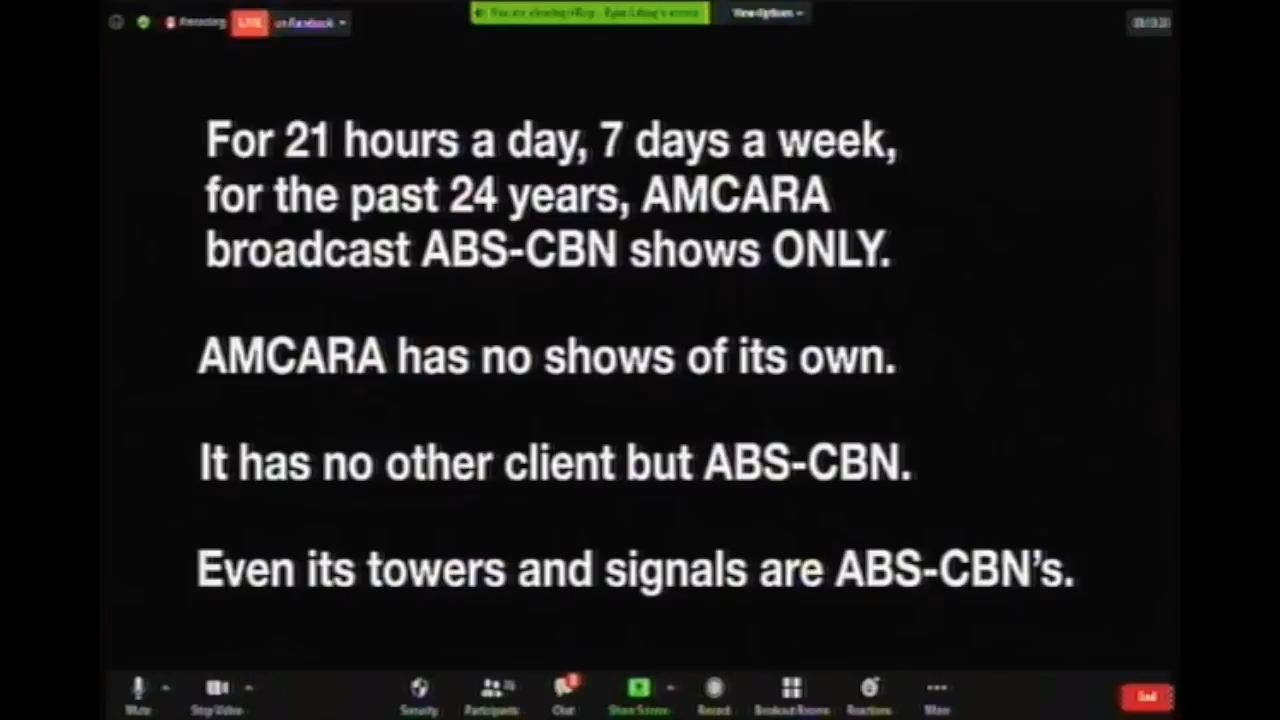 Recording LIVE on Facebook
View Options
For 21 hours a day, 7 days a week,
for the past 24 years, AMCARA
broadcast ABS-CBN shows ONLY.
AMCARA has no shows of its own.
It has no other client but ABS-CBN.
Even its towers and signals are ABS-CBN’s.
Mute Stop Video Security Participants Chat Share Screen Record Breakout Rooms Reactions More End